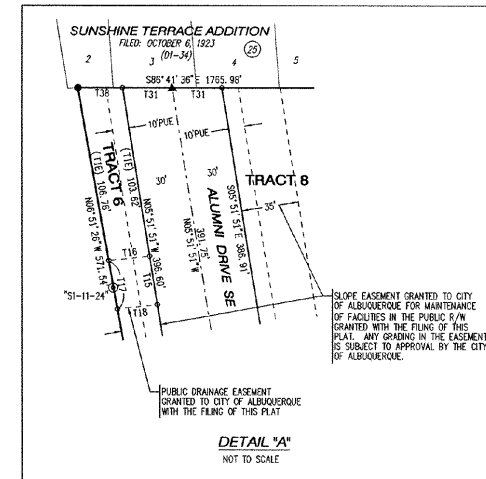 SUNSHINE TERRACE ADDITION
FILED: OCTOBER 6, 1923
(D1-34)
25
2
3
4
5
S86°41'36"E 1765.98'
T38
T31
T31
10'PUE
10'PUE
TRACT 6
(TIE) 106.76'
N06°51'26"W 571.54'
(TIE) 103.62'
N05°51'51"W 396.60'
30'
30'
391.75'
N05°51'51"W
ALUMNI DRIVE SE
S05°51'51"E 386.91'
TRACT 8
35'
T16
T17
T15
T18
"S1-11-24"
SLOPE EASEMENT GRANTED TO CITY
OF ALBUQUERQUE FOR MAINTENANCE
OF FACILITIES IN THE PUBLIC R/W
GRANTED WITH THE FILING OF THIS
PLAT. ANY GRADING IN THE EASEMENT
IS SUBJECT TO APPROVAL BY THE CITY
OF ALBUQUERQUE.
PUBLIC DRAINAGE EASEMENT
GRANTED TO CITY OF ALBUQUERQUE
WITH THE FILING OF THIS PLAT
DETAIL "A"
NOT TO SCALE